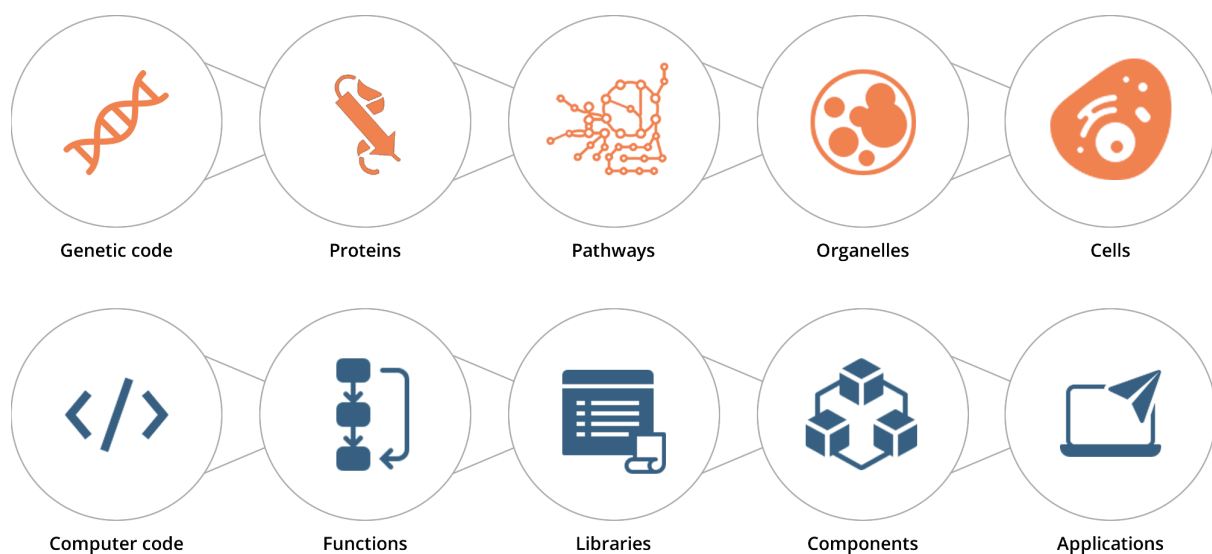 Genetic code
Proteins
Pathways
Organelles
Cells
Computer code
Functions
Libraries
Components
Applications